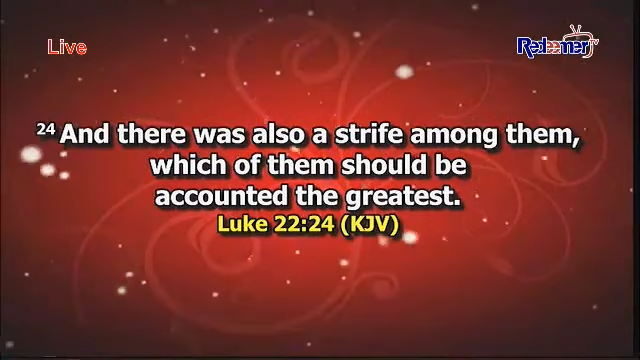 Live
Redeemer TV
24 And there was also a strife among them,
which of them should be
accounted the greatest.
Luke 22:24 (KJV)